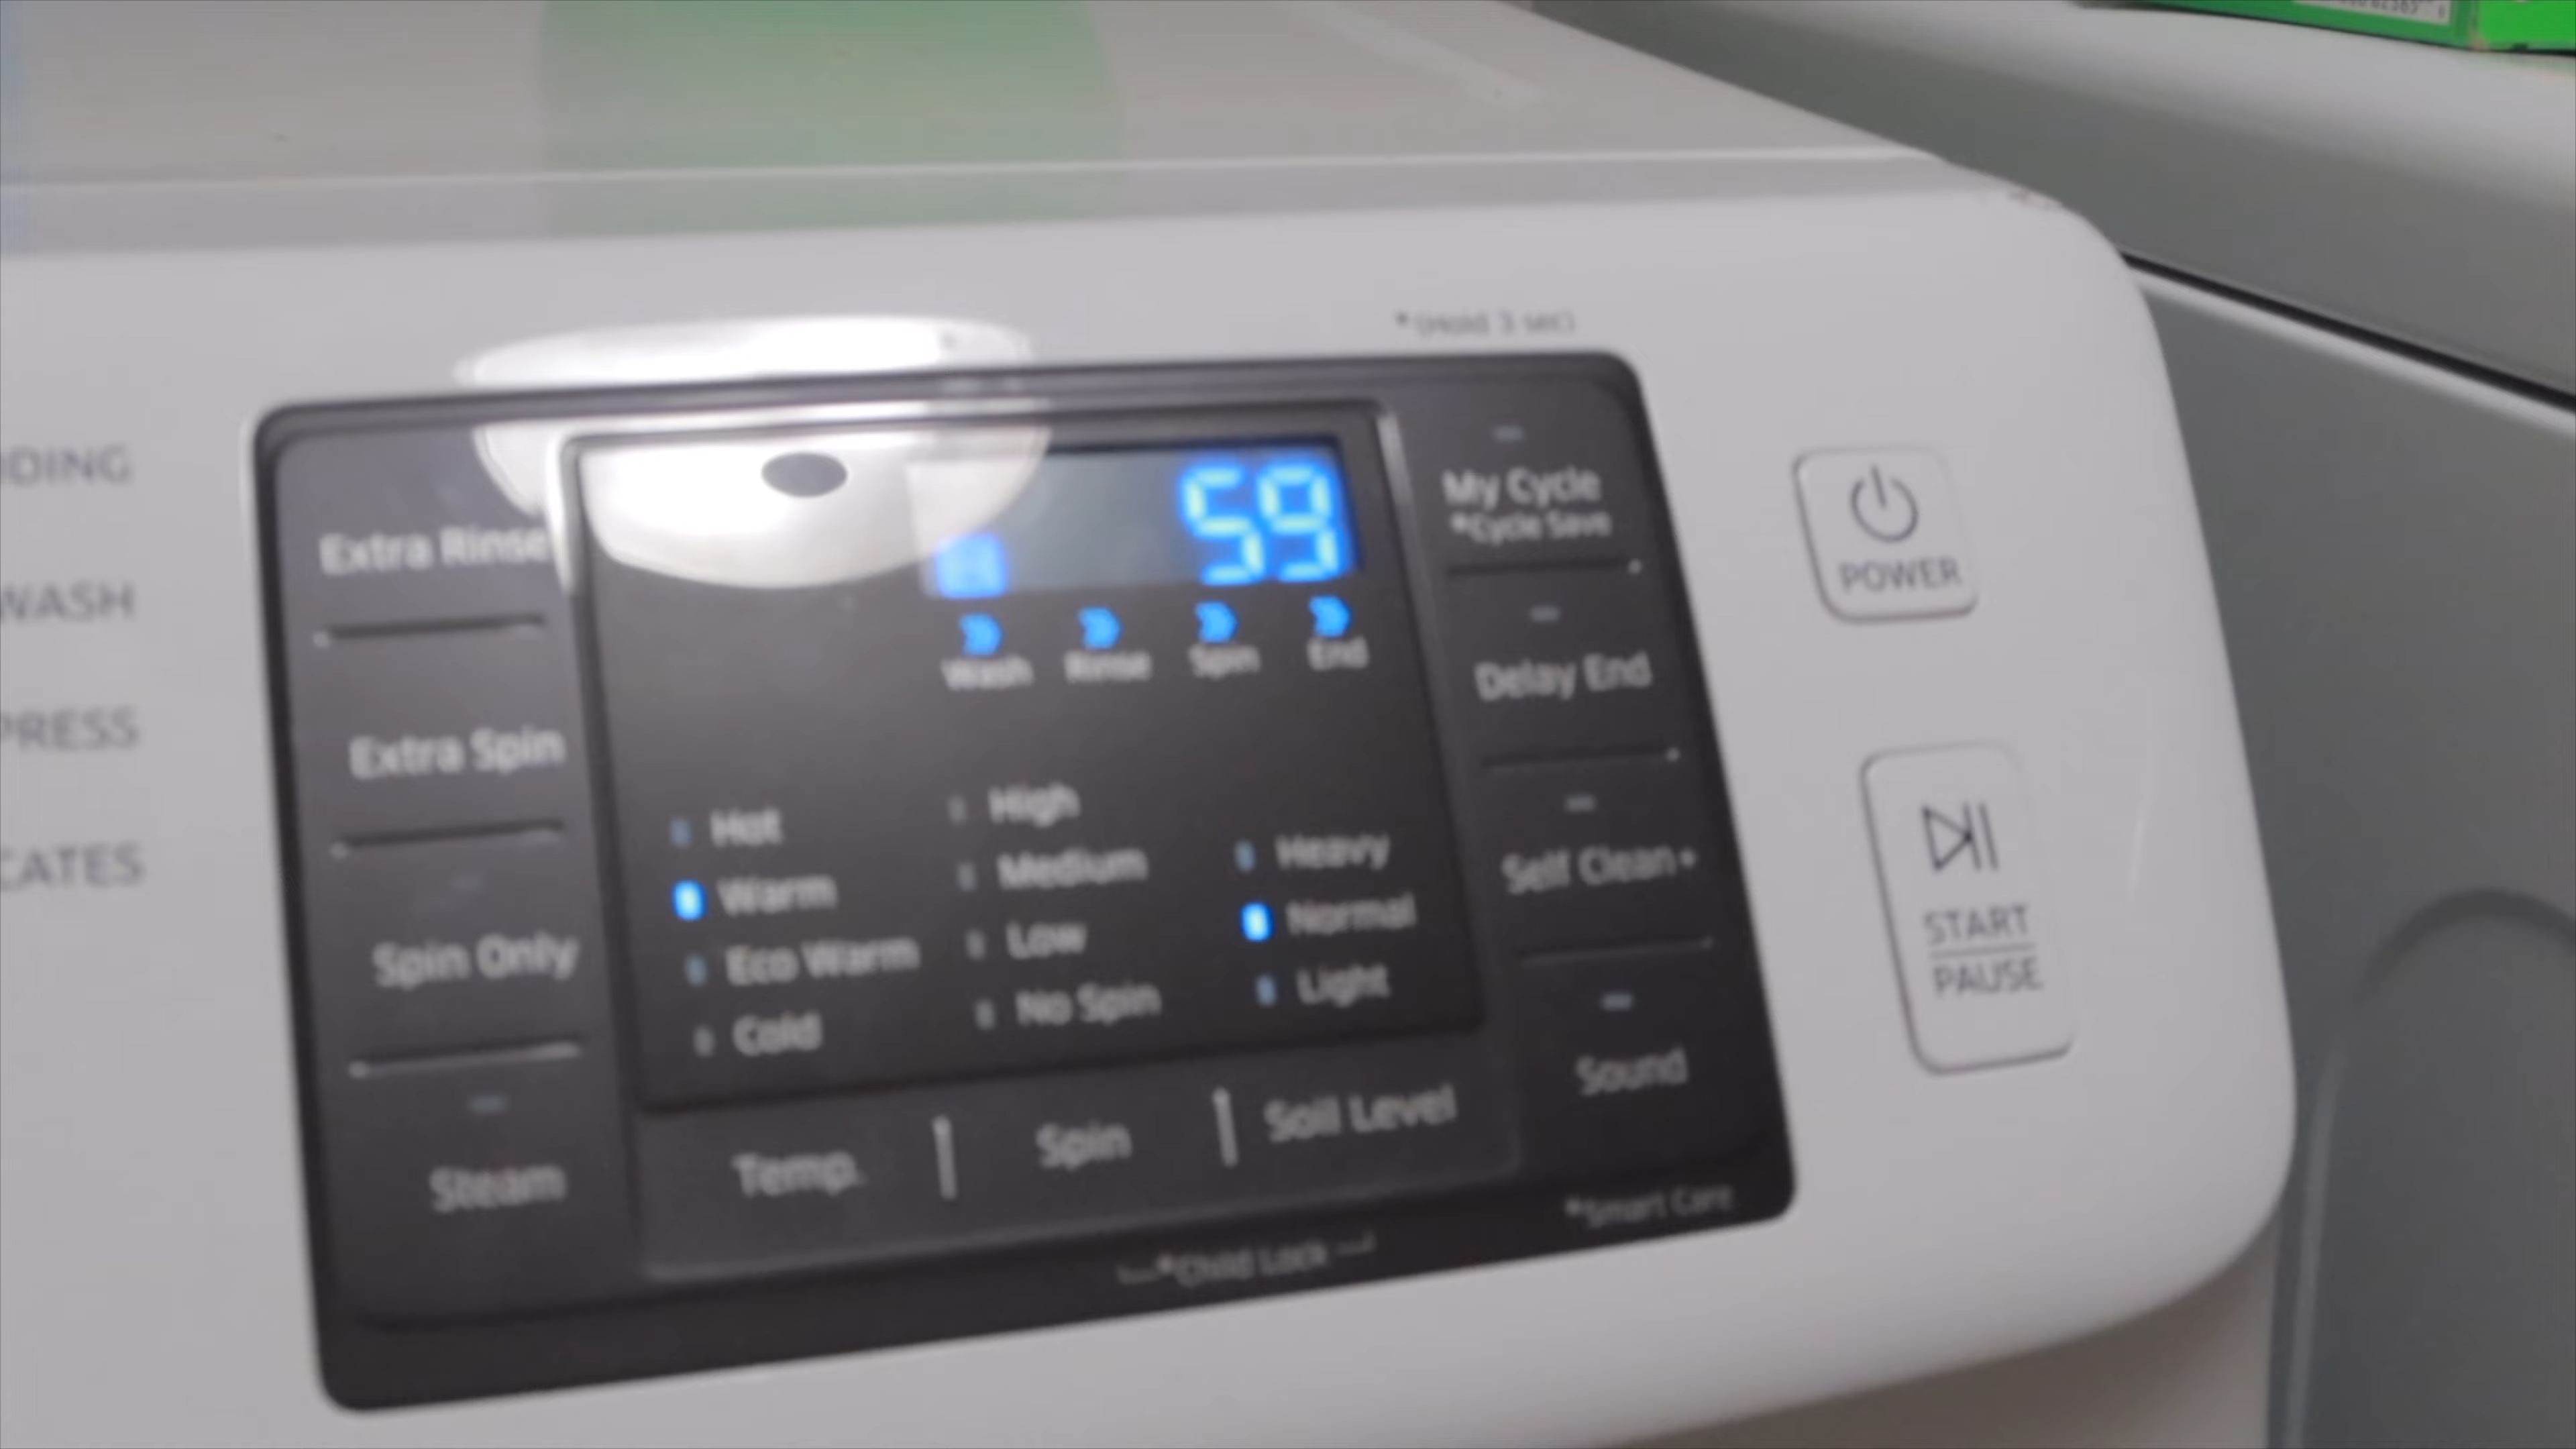 *(Hold 3 sec)
DING
WASH
PRESS
CATES
Extra Rinse
Extra Spin
Spin Only
Steam
59
Wash Rinse Spin End
Hot
Warm
Eco Warm
Cold
High
Medium
Low
No Spin
Heavy
Normal
Light
Temp. Spin Soil Level
*Child Lock
My Cycle
*Cycle Save
Delay End
Self Clean+
Sound
*Smart Care
POWER
START
PAUSE